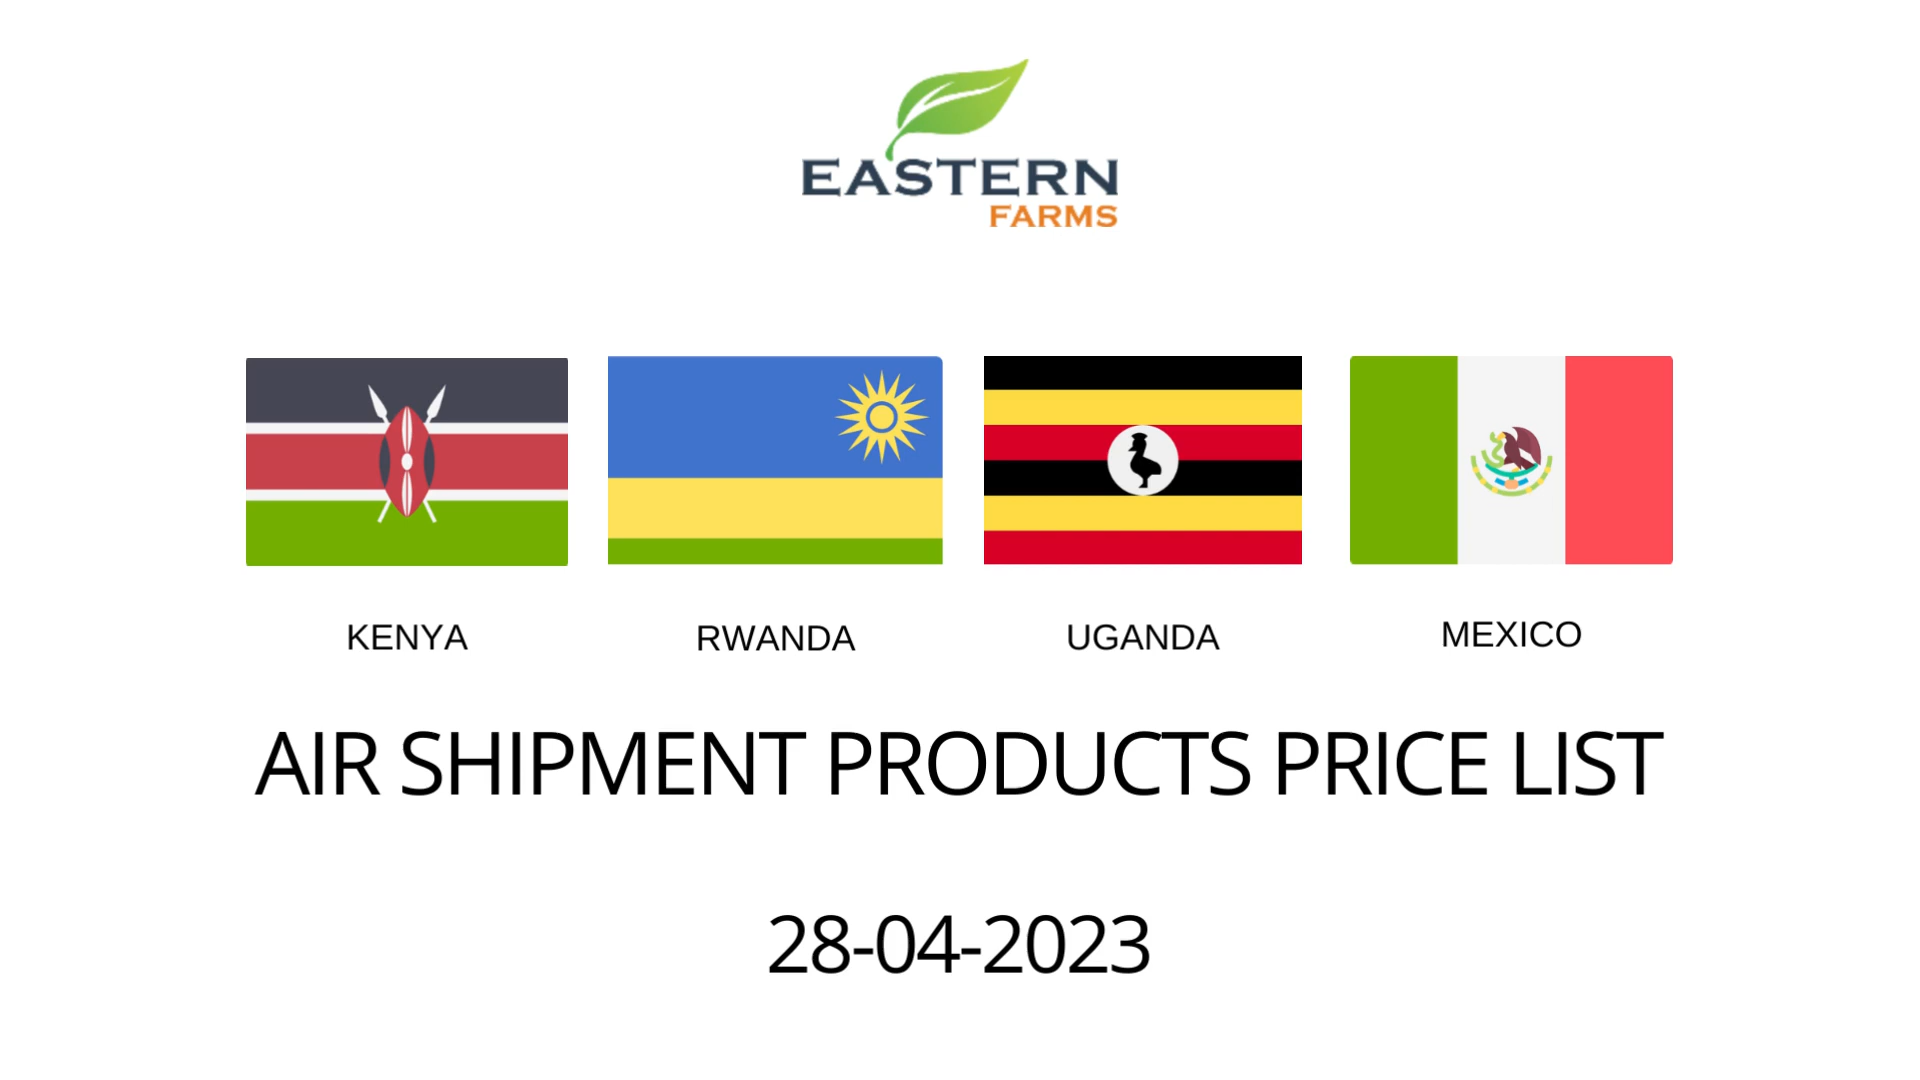 EASTERN
FARMS
KENYA
RWANDA
UGANDA
MEXICO
AIR SHIPMENT PRODUCTS PRICE LIST
28-04-2023